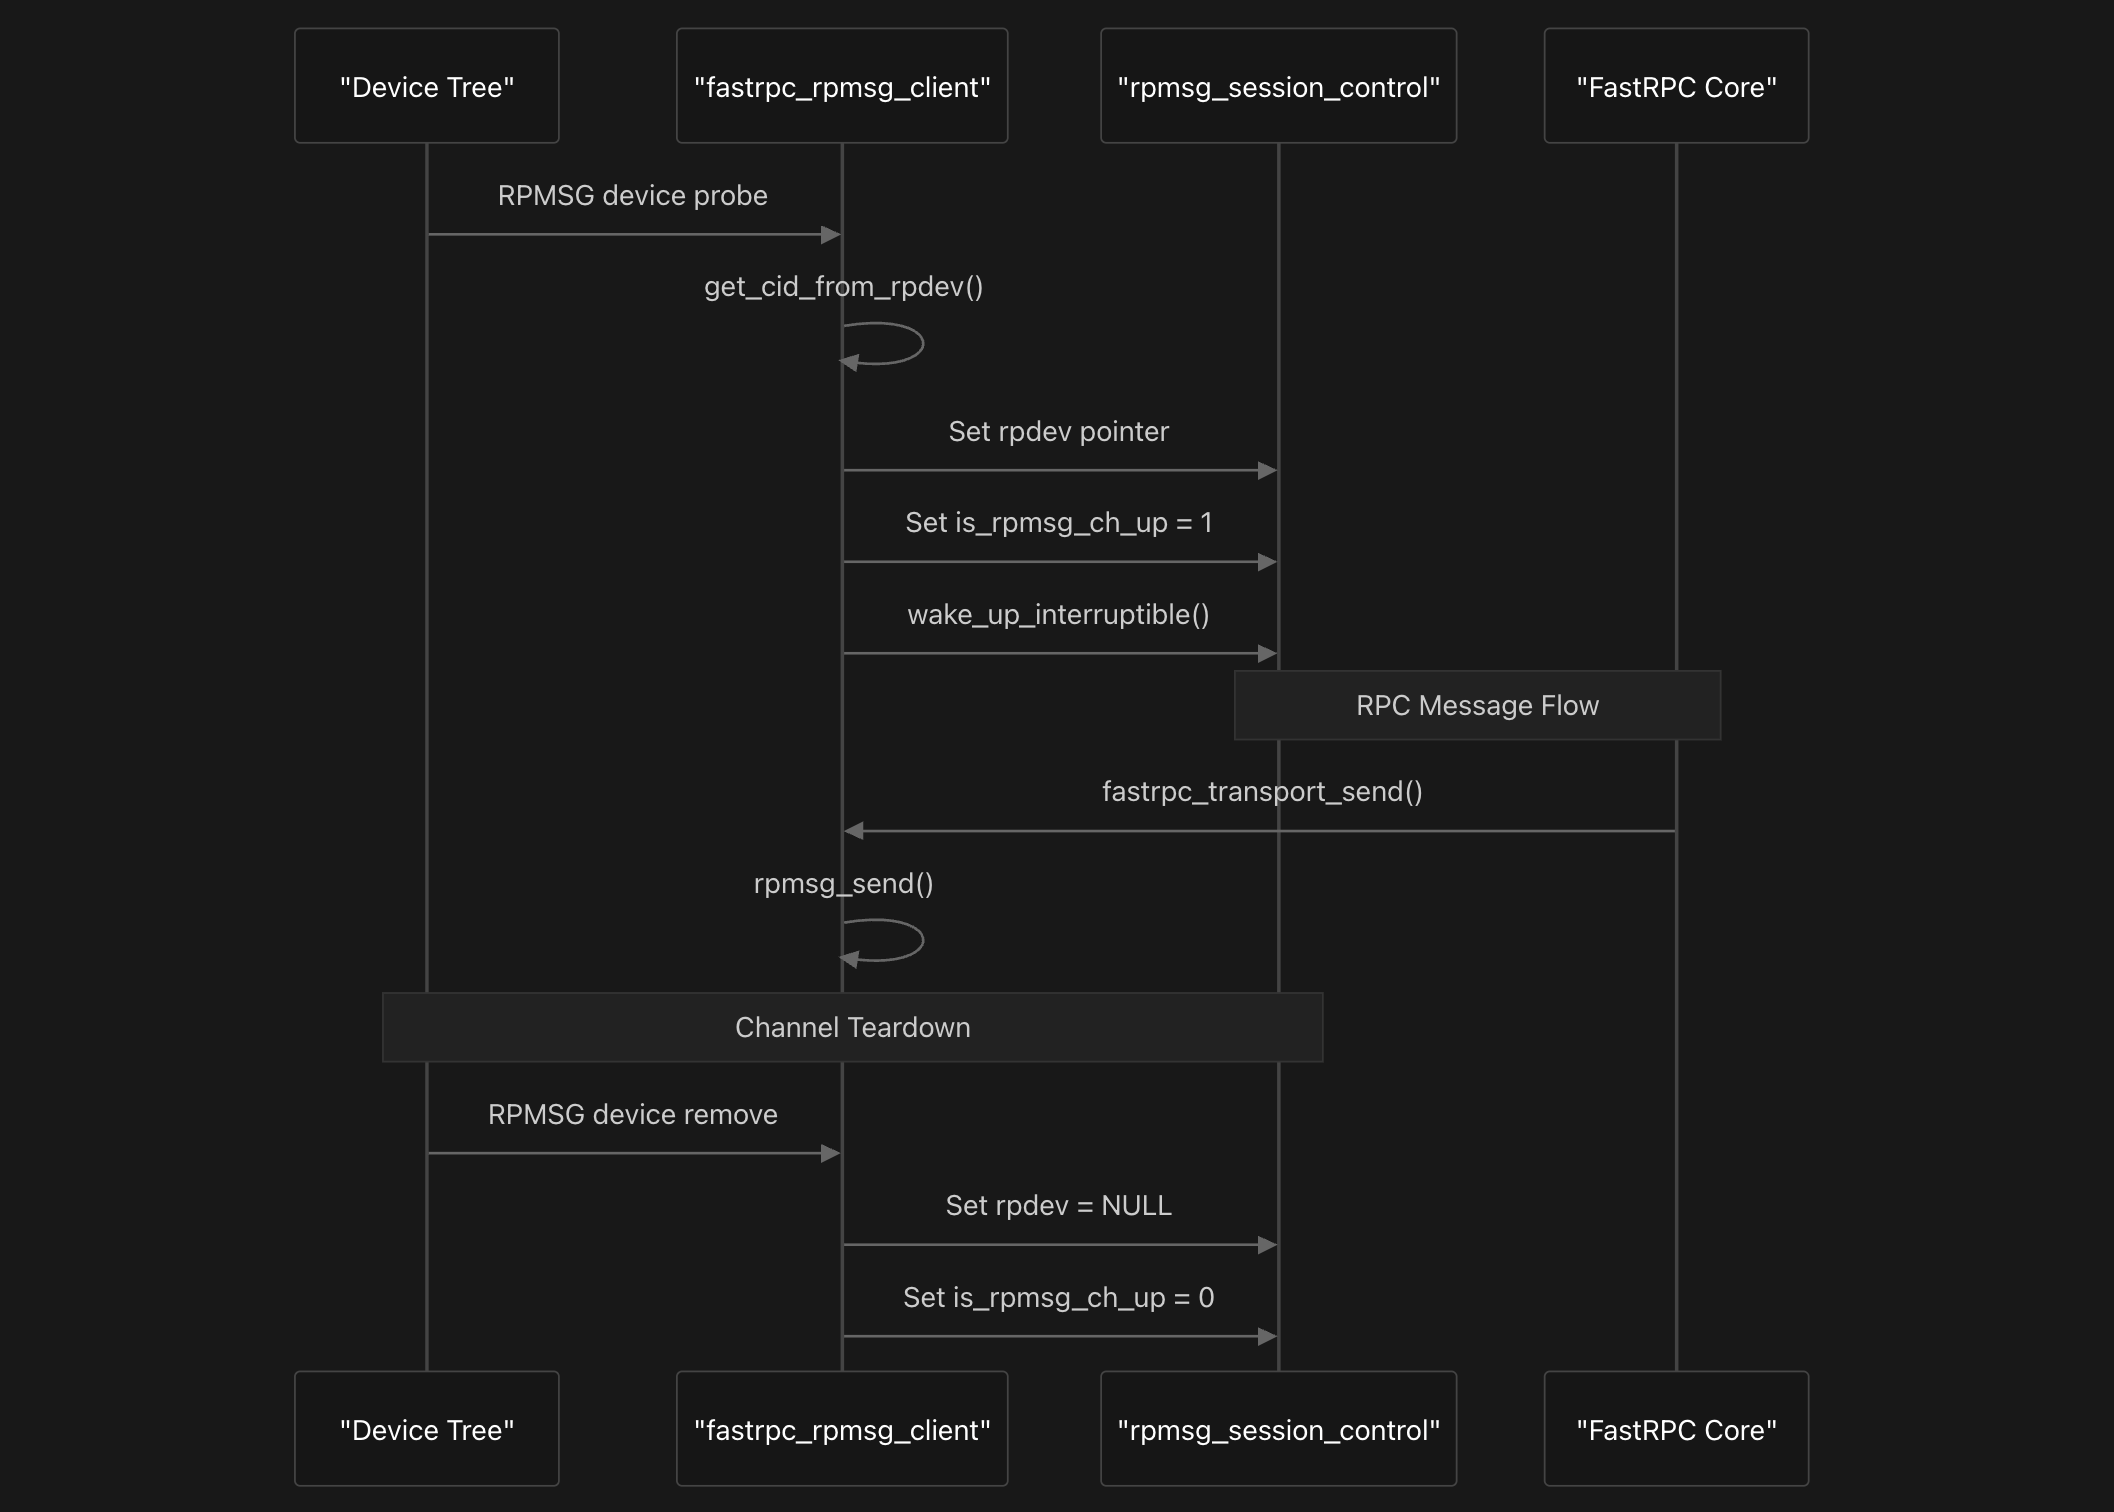 "Device Tree"
"fastrpc_rpmsg_client"
"rpmsg_session_control"
"FastRPC Core"
RPMSG device probe
get_cid_from_rpdev()
Set rpdev pointer
Set is_rpmsg_ch_up = 1
wake_up_interruptible()
RPC Message Flow
fastrpc_transport_send()
rpmsg_send()
Channel Teardown
RPMSG device remove
Set rpdev = NULL
Set is_rpmsg_ch_up = 0
"Device Tree"
"fastrpc_rpmsg_client"
"rpmsg_session_control"
"FastRPC Core"